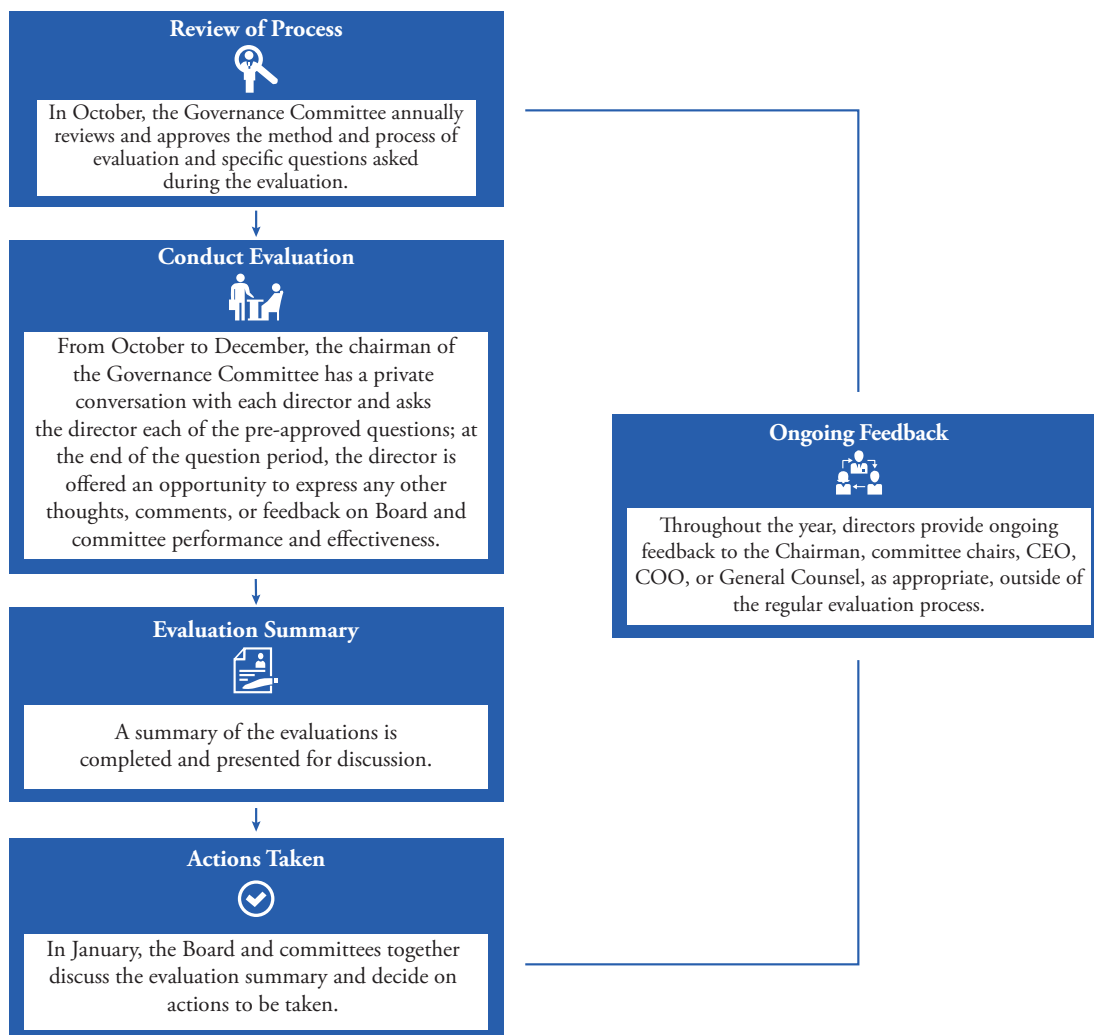 Review of Process
In October, the Governance Committee annually
reviews and approves the method and process of
evaluation and specific questions asked
during the evaluation.
Conduct Evaluation
From October to December, the chairman of
the Governance Committee has a private
conversation with each director and asks
the director each of the pre-approved questions; at
the end of the question period, the director is
offered an opportunity to express any other
thoughts, comments, or feedback on Board and
committee performance and effectiveness.
Evaluation Summary
A summary of the evaluations is
completed and presented for discussion.
Actions Taken
In January, the Board and committees together
discuss the evaluation summary and decide on
actions to be taken.
Ongoing Feedback
Throughout the year, directors provide ongoing
feedback to the Chairman, committee chairs, CEO,
COO, or General Counsel, as appropriate, outside of
the regular evaluation process.